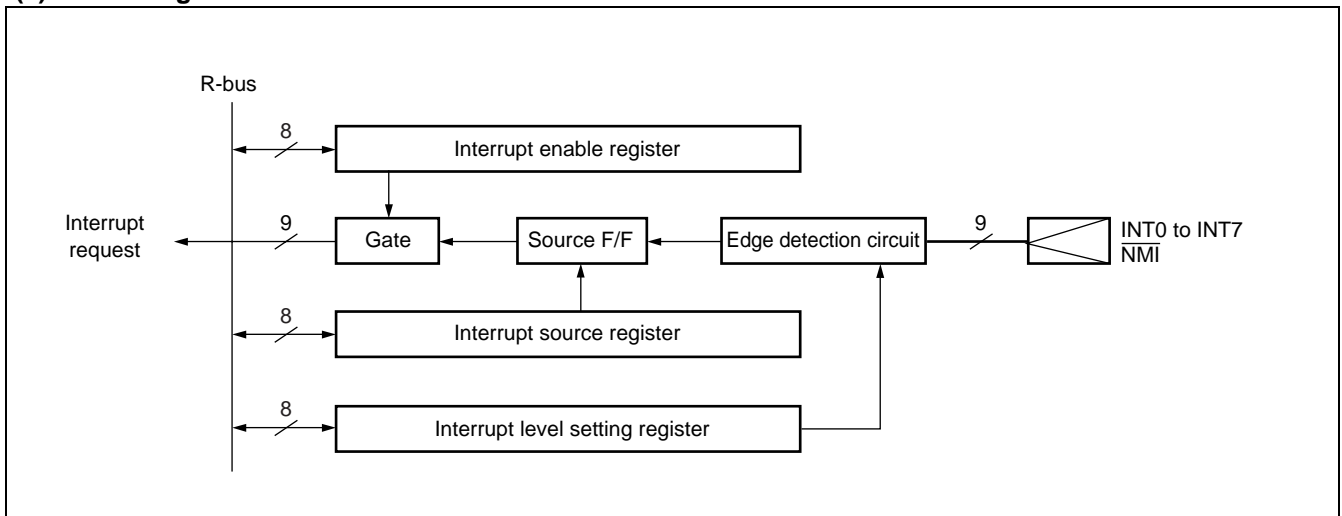 R-bus
8
Interrupt enable register
Interrupt
request
9
Gate
Source F/F
Edge detection circuit
9
INT0 to INT7
NMI
8
Interrupt source register
8
Interrupt level setting register